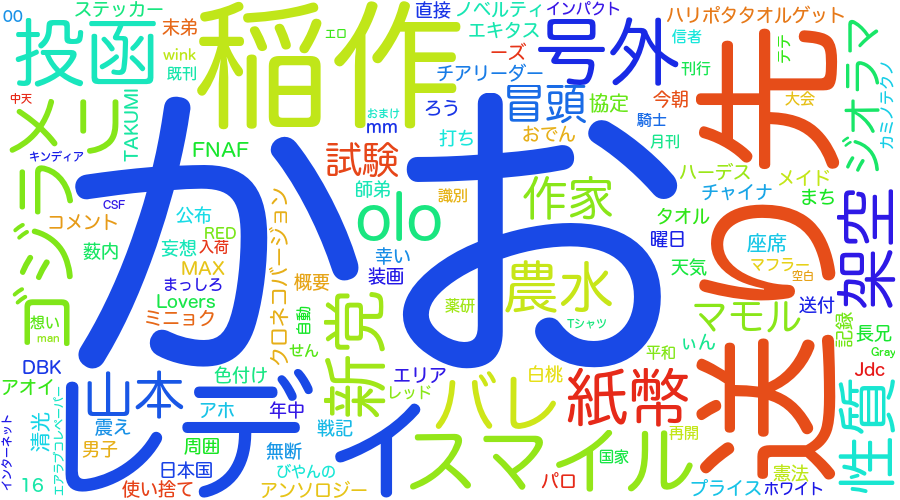 00
ステッカー
末弟
直接
ノベルティ
インパクト
ハリポタタオルゲット
投函
稲作
wink
エロ
エキタス
信者
既刊
ーズ
号外
刊行
テテ
ジオラマ
チアリーダー
中天
メリ
TAKUMI
おまけ
mm
ろう
冒頭
協定
今朝
大会
カミノテクノ
先
騎士
打ち
おでん
月刊
FNAF
試験
キンディア
ゴジラ
かお
olo
師弟
識別
作家
ハーデス
メイド
チャイナ
まち
送り
CSF
コメント
公布
RED
クロネコバージョン
タオル
架空
藪内
妄想
入荷
幸い
曜日
座席
MAX
装画
天気
マフラー
空白
まっしろ
概要
農水
Lovers
薬研
送付
ミニョク
自動
新党
Tシャツ
マモル
記録
長兄
想い
man
せん
ぃん
平和
Gray
DBK
山本
色付け
エリア
バレ
白桃
紙幣
Jdc
アオイ
レディ
アホ
年中
レッド
インターネット
清光
エアラブコレペーパー
震え
戦記
スマイル
再開
性質
男子
周囲
無断
国家
日本国
びやんの
憲法
16
使い捨て
アンソロジー
パロ
プライス
ホワイト